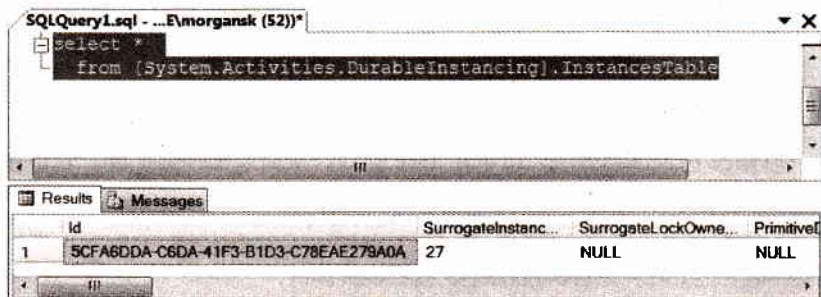 SQLQuery1.sql - ...E\morgansk (52))*
select *
from [System.Activities.DurableInstancing].InstancesTable
Results Messages
Id SurrogateInstanc... SurrogateLockOwne... PrimitiveD
1 5CFA6DDA-C6DA-41F3-B1D3-C78EAE279A0A 27 NULL NULL